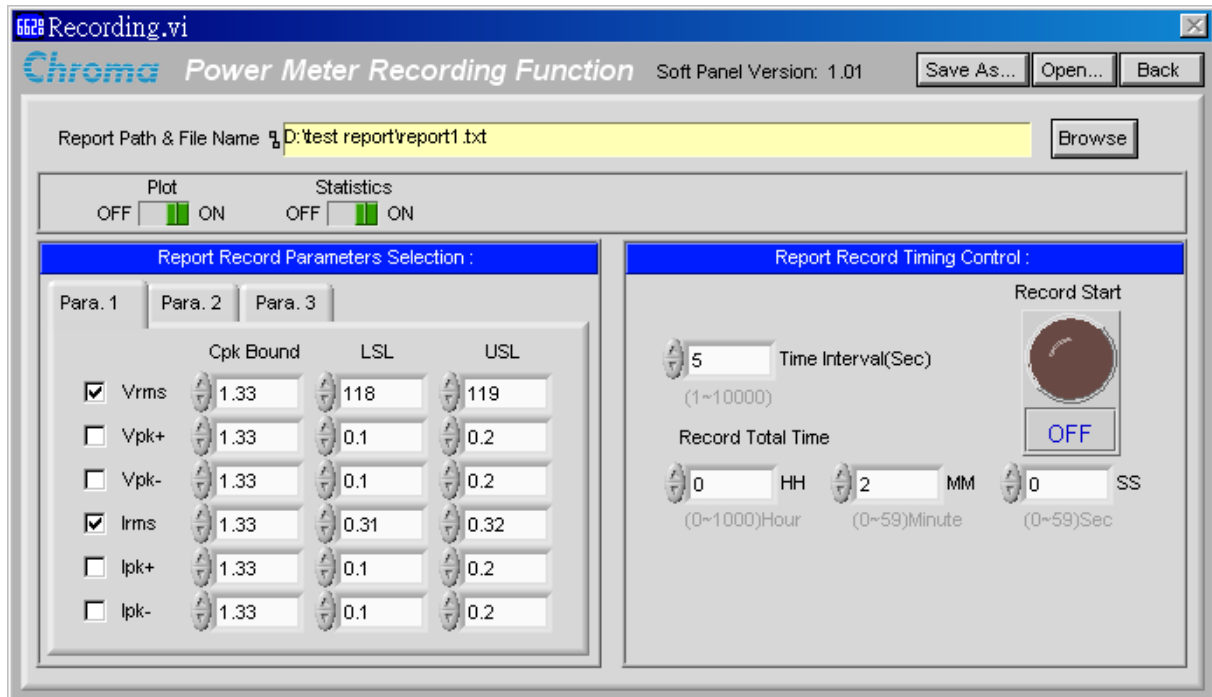 6628 Recording.vi
Chroma Power Meter Recording Function Soft Panel Version: 1.01 Save As... Open... Back
Report Path & File Name D:\test report\report1.txt Browse
Plot Statistics
OFF ON OFF ON
Report Record Parameters Selection :
Para. 1 Para. 2 Para. 3
Cpk Bound LSL USL
Vrms 1.33 118 119
Vpk+ 1.33 0.1 0.2
Vpk- 1.33 0.1 0.2
Irms 1.33 0.31 0.32
Ipk+ 1.33 0.1 0.2
Ipk- 1.33 0.1 0.2
Report Record Timing Control :
Record Start
5 Time Interval(Sec)
(1~10000)
OFF
Record Total Time
0 HH 2 MM 0 SS
(0~1000)Hour (0~59)Minute (0~59)Sec